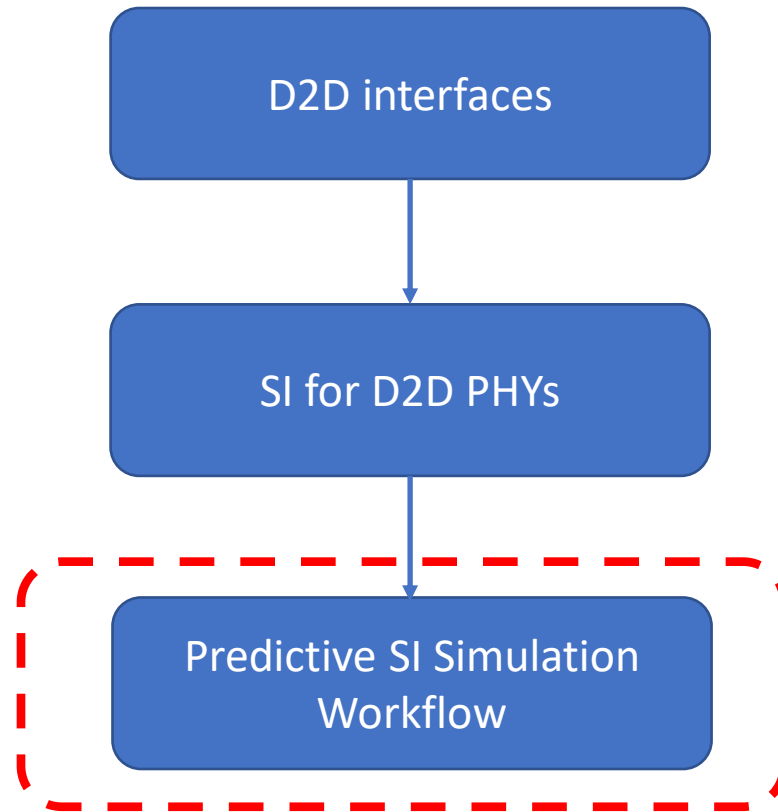 D2D interfaces
SI for D2D PHYs
Predictive SI Simulation
Workflow